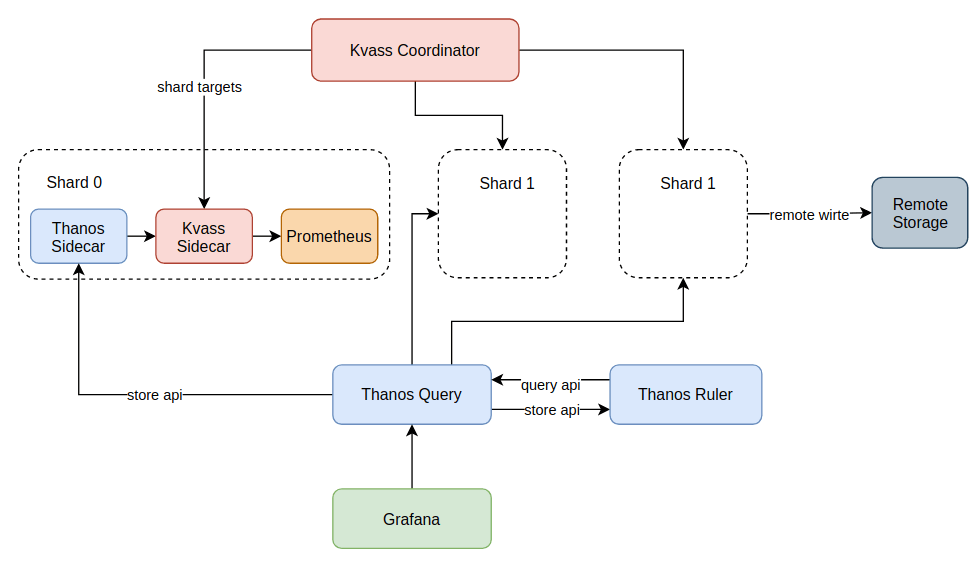 Kvass Coordinator
shard targets
Shard 0
Shard 1
Shard 1
Thanos
Sidecar
Kvass
Sidecar
Prometheus
remote wirte
Remote
Storage
store api
Thanos Query
query api
store api
Thanos Ruler
Grafana